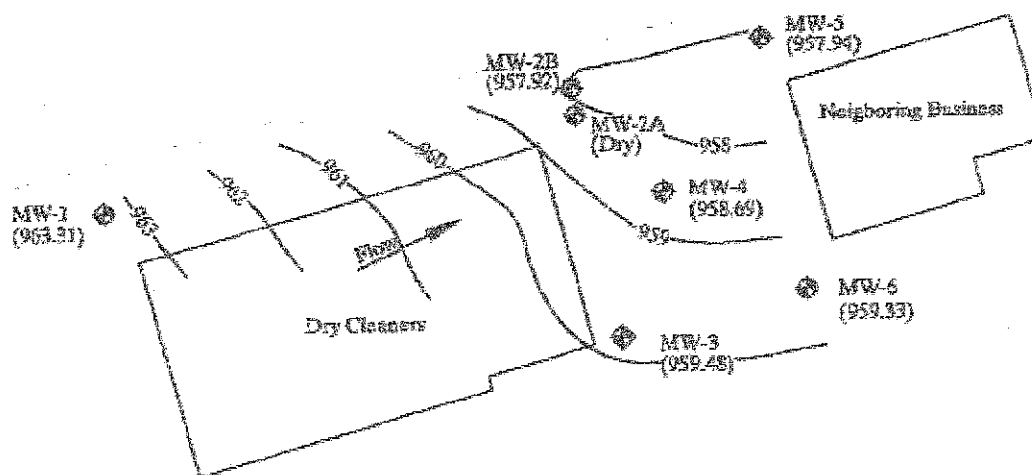 MW-5
(957.94)
MW-2B
(957.92)
Neigboring Business
MW-2A
(Dry)
958
960
961
962
963
MW-1
(963.31)
MW-4
(958.69)
959
Flow
MW-6
(959.33)
Dry Cleaners
MW-3
(959.48)